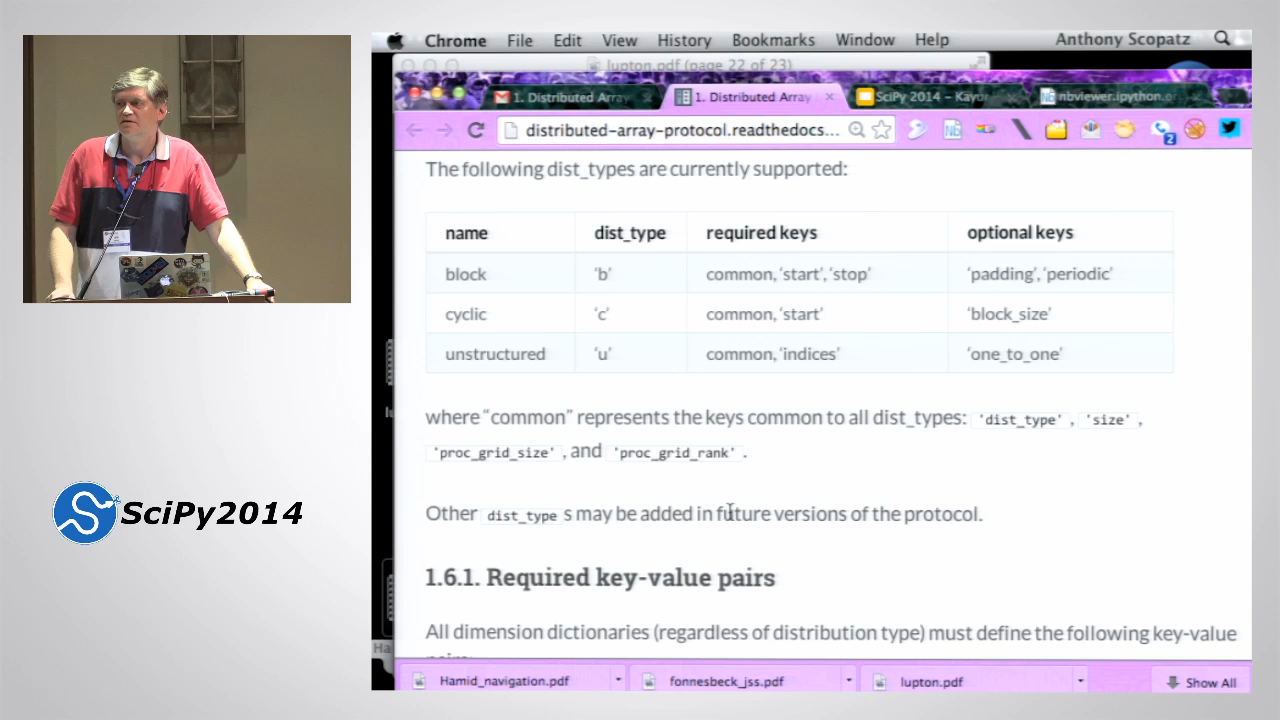 Chrome File Edit View History Bookmarks Window Help Anthony Scopatz
lupton.pdf (page 22 of 23)
1. Distributed Array 1. Distributed Array SciPy 2014 – Kayur nbviewer.ipython.or
distributed-array-protocol.readthedocs...
2
The following dist_types are currently supported:
name dist_type required keys optional keys
block 'b' common, 'start', 'stop' 'padding', 'periodic'
cyclic 'c' common, 'start' 'block_size'
unstructured 'u' common, 'indices' 'one_to_one'
where “common” represents the keys common to all dist_types: 'dist_type' , 'size' ,
'proc_grid_size' , and 'proc_grid_rank' .
Other dist_type s may be added in future versions of the protocol.
1.6.1. Required key-value pairs
All dimension dictionaries (regardless of distribution type) must define the following key-value
Hamid_navigation.pdf fonnesbeck_jss.pdf lupton.pdf Show All
SciPy2014